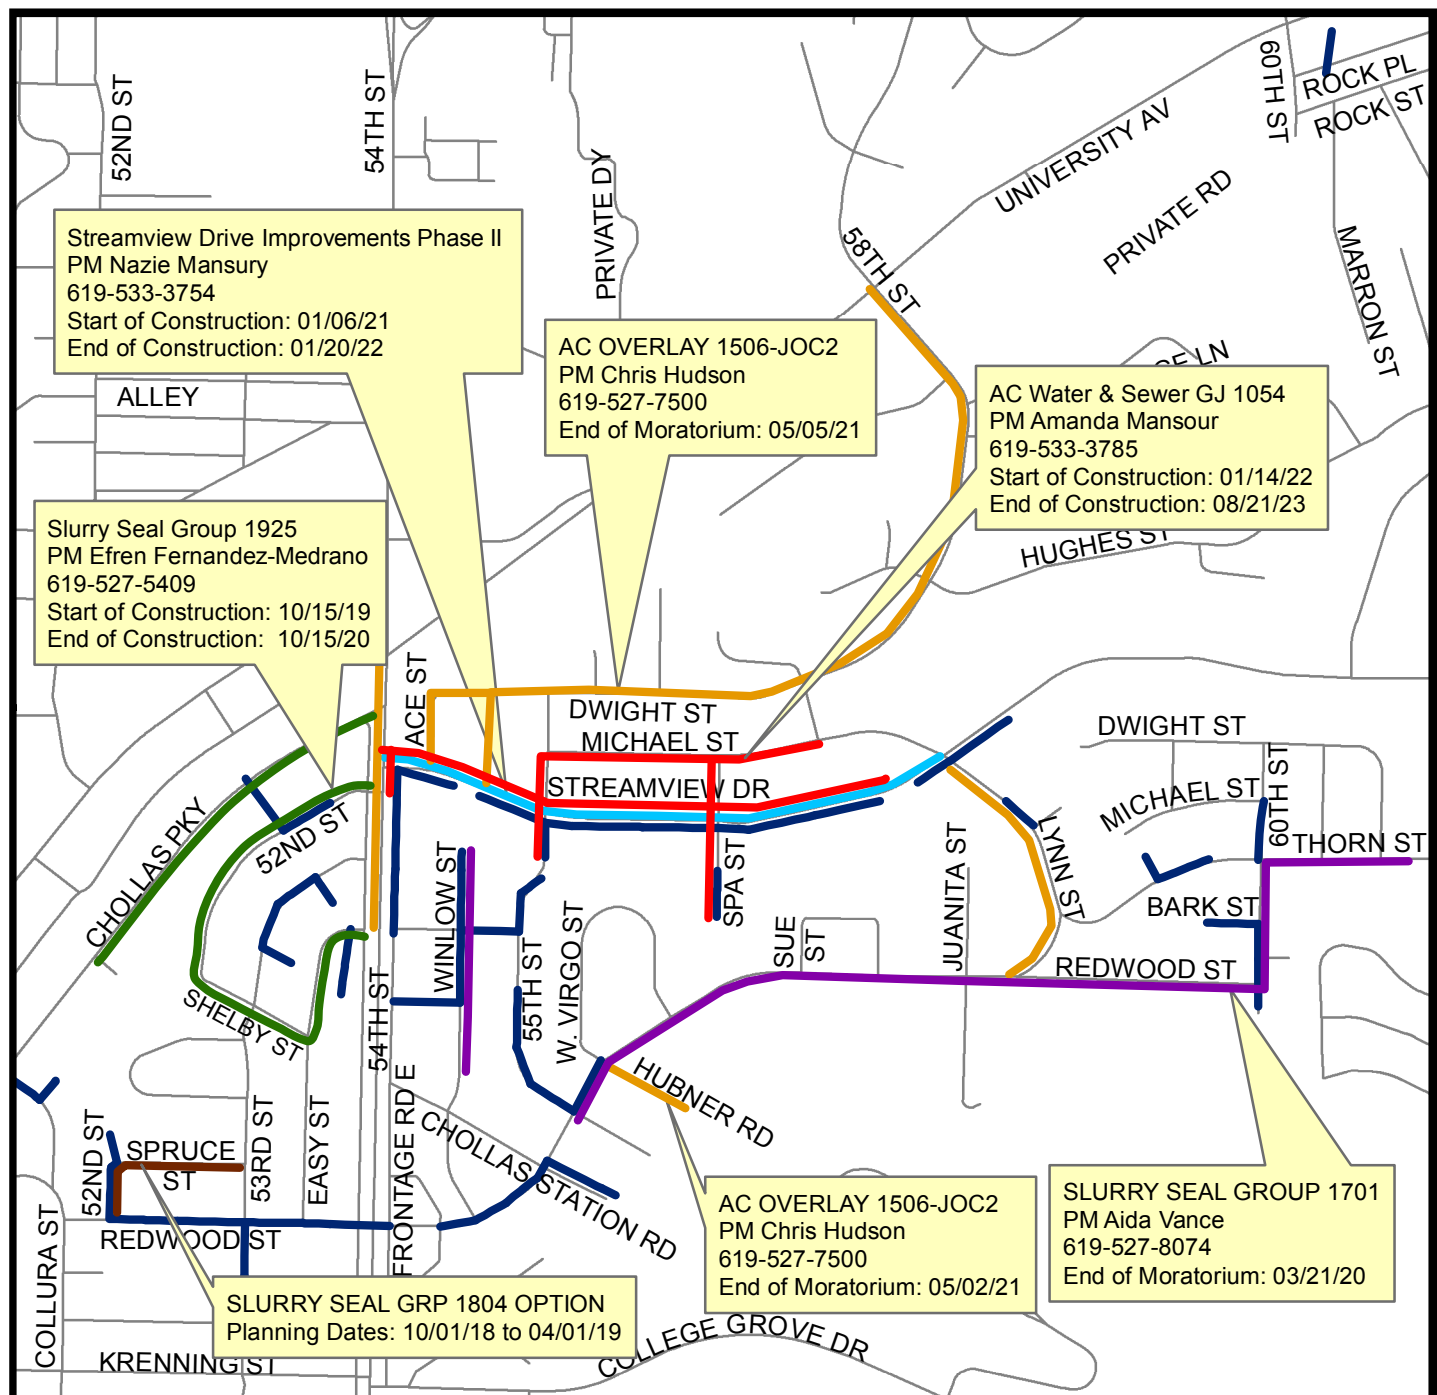 52ND ST
54TH ST
PRIVATE DY
UNIVERSITY AV
60TH ST
ROCK PL
ROCK ST
PRIVATE RD
58TH ST
MARRON ST
Streamview Drive Improvements Phase II
PM Nazie Mansury
619-533-3754
Start of Construction: 01/06/21
End of Construction: 01/20/22
AC OVERLAY 1506-JOC2
PM Chris Hudson
619-527-7500
End of Moratorium: 05/05/21
LN
AC Water & Sewer GJ 1054
PM Amanda Mansour
619-533-3785
Start of Construction: 01/14/22
End of Construction: 08/21/23
ALLEY
Slurry Seal Group 1925
PM Efren Fernandez-Medrano
619-527-5409
Start of Construction: 10/15/19
End of Construction: 10/15/20
HUGHES ST
ACE ST
DWIGHT ST
MICHAEL ST
STREAMVIEW DR
DWIGHT ST
MICHAEL ST
60TH ST
THORN ST
CHOLLAS PKY
52ND ST
WINLOW ST
SPA ST
JUANITA ST
LYNN ST
BARK ST
SUE ST
REDWOOD ST
W. VIRGO ST
55TH ST
54TH ST
SHELBY ST
HUBNER RD
FRONTAGE RD E
CHOLLAS STATION RD
52ND ST
SPRUCE ST
53RD ST
EASY ST
REDWOOD ST
COLLURA ST
KRENNING ST
AC OVERLAY 1506-JOC2
PM Chris Hudson
619-527-7500
End of Moratorium: 05/02/21
SLURRY SEAL GROUP 1701
PM Aida Vance
619-527-8074
End of Moratorium: 03/21/20
SLURRY SEAL GRP 1804 OPTION
Planning Dates: 10/01/18 to 04/01/19
COLLEGE GROVE DR